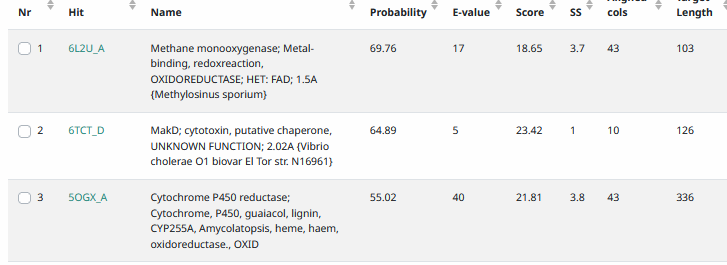 Nr Hit Name Probability E-value Score SS cols Length
1 6L2U_A Methane monooxygenase; Metal- 69.76 17 18.65 3.7 43 103
binding, redoxreaction,
OXIDOREDUCTASE; HET: FAD; 1.5A
{Methylosinus sporium}
2 6TCT_D MakD; cytotoxin, putative chaperone, 64.89 5 23.42 1 10 126
UNKNOWN FUNCTION; 2.02A {Vibrio
cholerae O1 biovar El Tor str. N16961}
3 5OGX_A Cytochrome P450 reductase; 55.02 40 21.81 3.8 43 336
Cytochrome, P450, guaiacol, lignin,
CYP255A, Amycolatopsis, heme, haem,
oxidoreductase., OXID